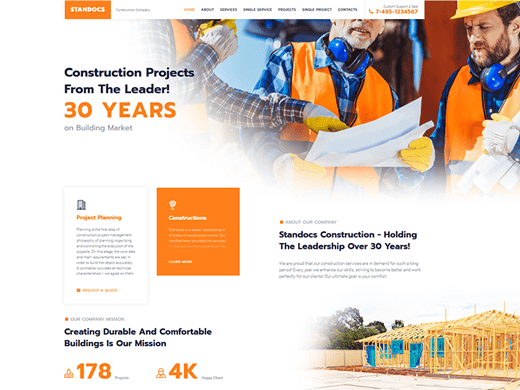 STANDOCS
Construction Company
HOME ABOUT SERVICES SINGLE SERVICE PROJECTS SINGLE PROJECT CONTACTS
Custom Support & Sale
7-495-1234567
Construction Projects
From The Leader!
30 YEARS
on Building Market
Project Planning
Planning is the first step of
construction project management
philosophy of planning, organizing
and controlling the execution of the
projects. On this stage, the core idea
and main requirements are set, in
order to build the object accurately.
A contractor provides all technical
characteristics – we agree on them.
REQUEST A QUOTE
Constructions
Standocs is a leader, specializing in
all kinds of construction works. Our
certified team provides the services
LEARN MORE
ABOUT OUR COMPANY
Standocs Construction - Holding
The Leadership Over 30 Years!
We are proud that our construction services are in demand for such a long
period! Every year we enhance our skills, striving to become better and work
perfectly for our clients! Our ultimate goal is your comfort.
OUR COMPANY MISSION
Creating Durable And Comfortable
Buildings Is Our Mission
178 Projects
4K Happy Client